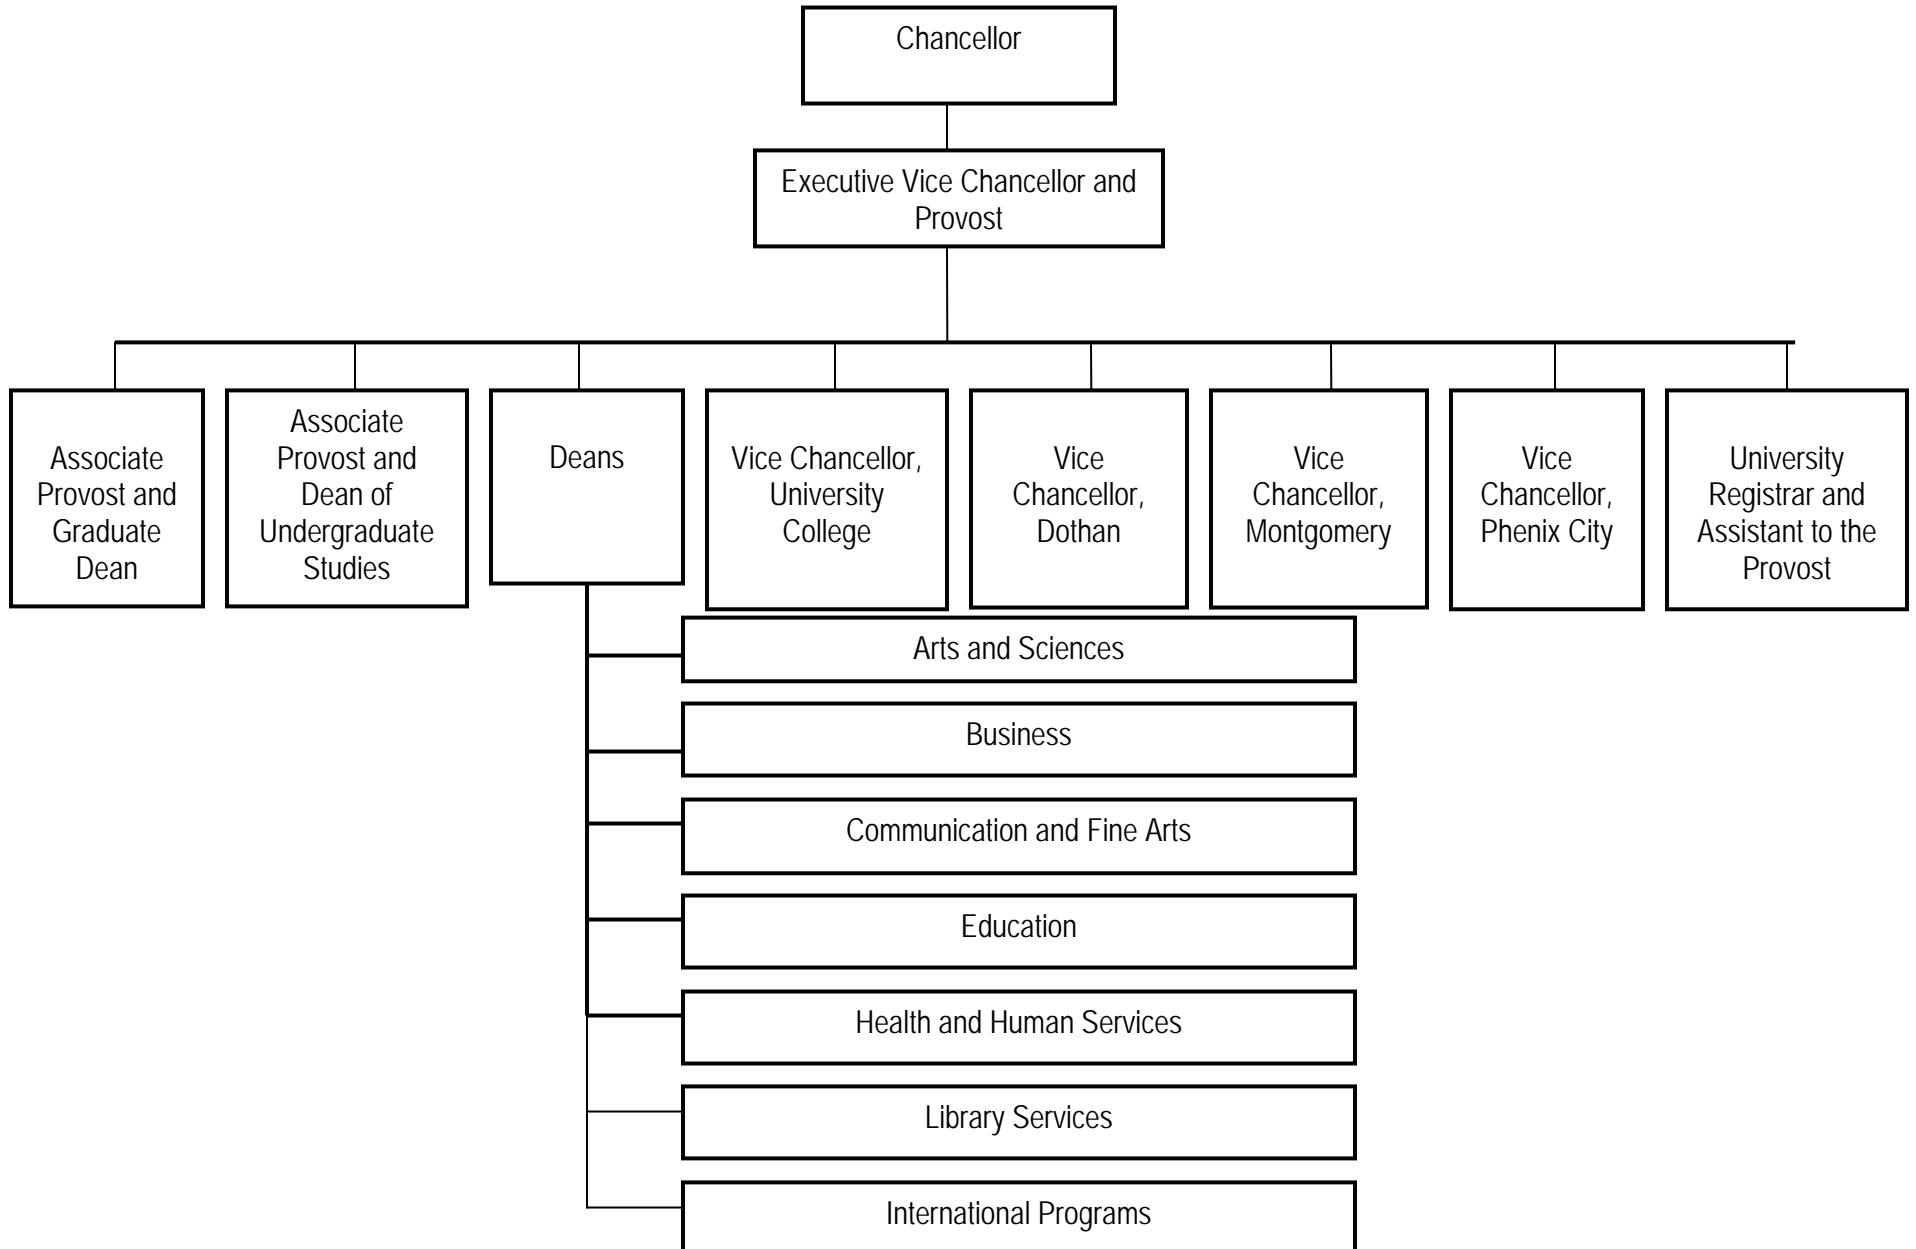 Chancellor
Executive Vice Chancellor and
Provost
Associate
Provost and
Graduate
Dean
Associate
Provost and
Dean of
Undergraduate
Studies
Deans
Vice Chancellor,
University
College
Vice
Chancellor,
Dothan
Vice
Chancellor,
Montgomery
Vice
Chancellor,
Phenix City
University
Registrar and
Assistant to the
Provost
Arts and Sciences
Business
Communication and Fine Arts
Education
Health and Human Services
Library Services
International Programs